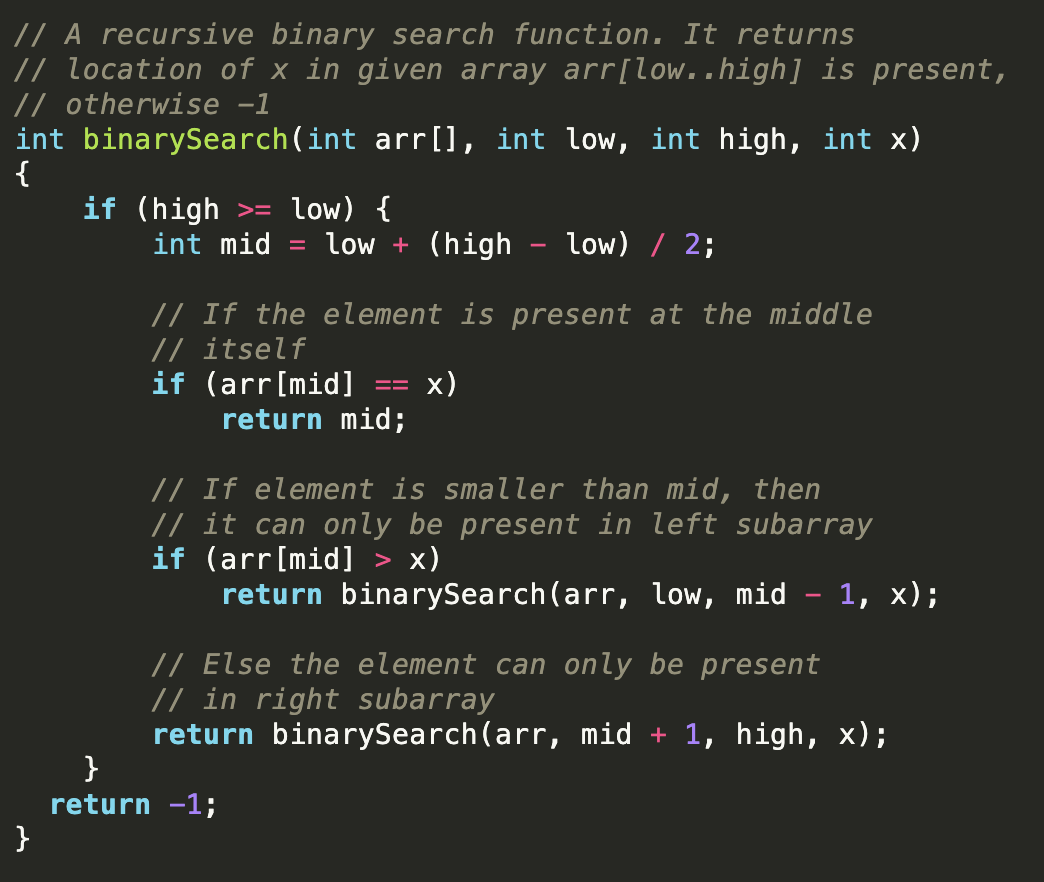 // A recursive binary search function. It returns
// location of x in given array arr[low..high] is present,
// otherwise -1
int binarySearch(int arr[], int low, int high, int x)
{
    if (high >= low) {
        int mid = low + (high - low) / 2;

        // If the element is present at the middle
        // itself
        if (arr[mid] == x)
            return mid;

        // If element is smaller than mid, then
        // it can only be present in left subarray
        if (arr[mid] > x)
            return binarySearch(arr, low, mid - 1, x);

        // Else the element can only be present
        // in right subarray
        return binarySearch(arr, mid + 1, high, x);
    }
  return -1;
}